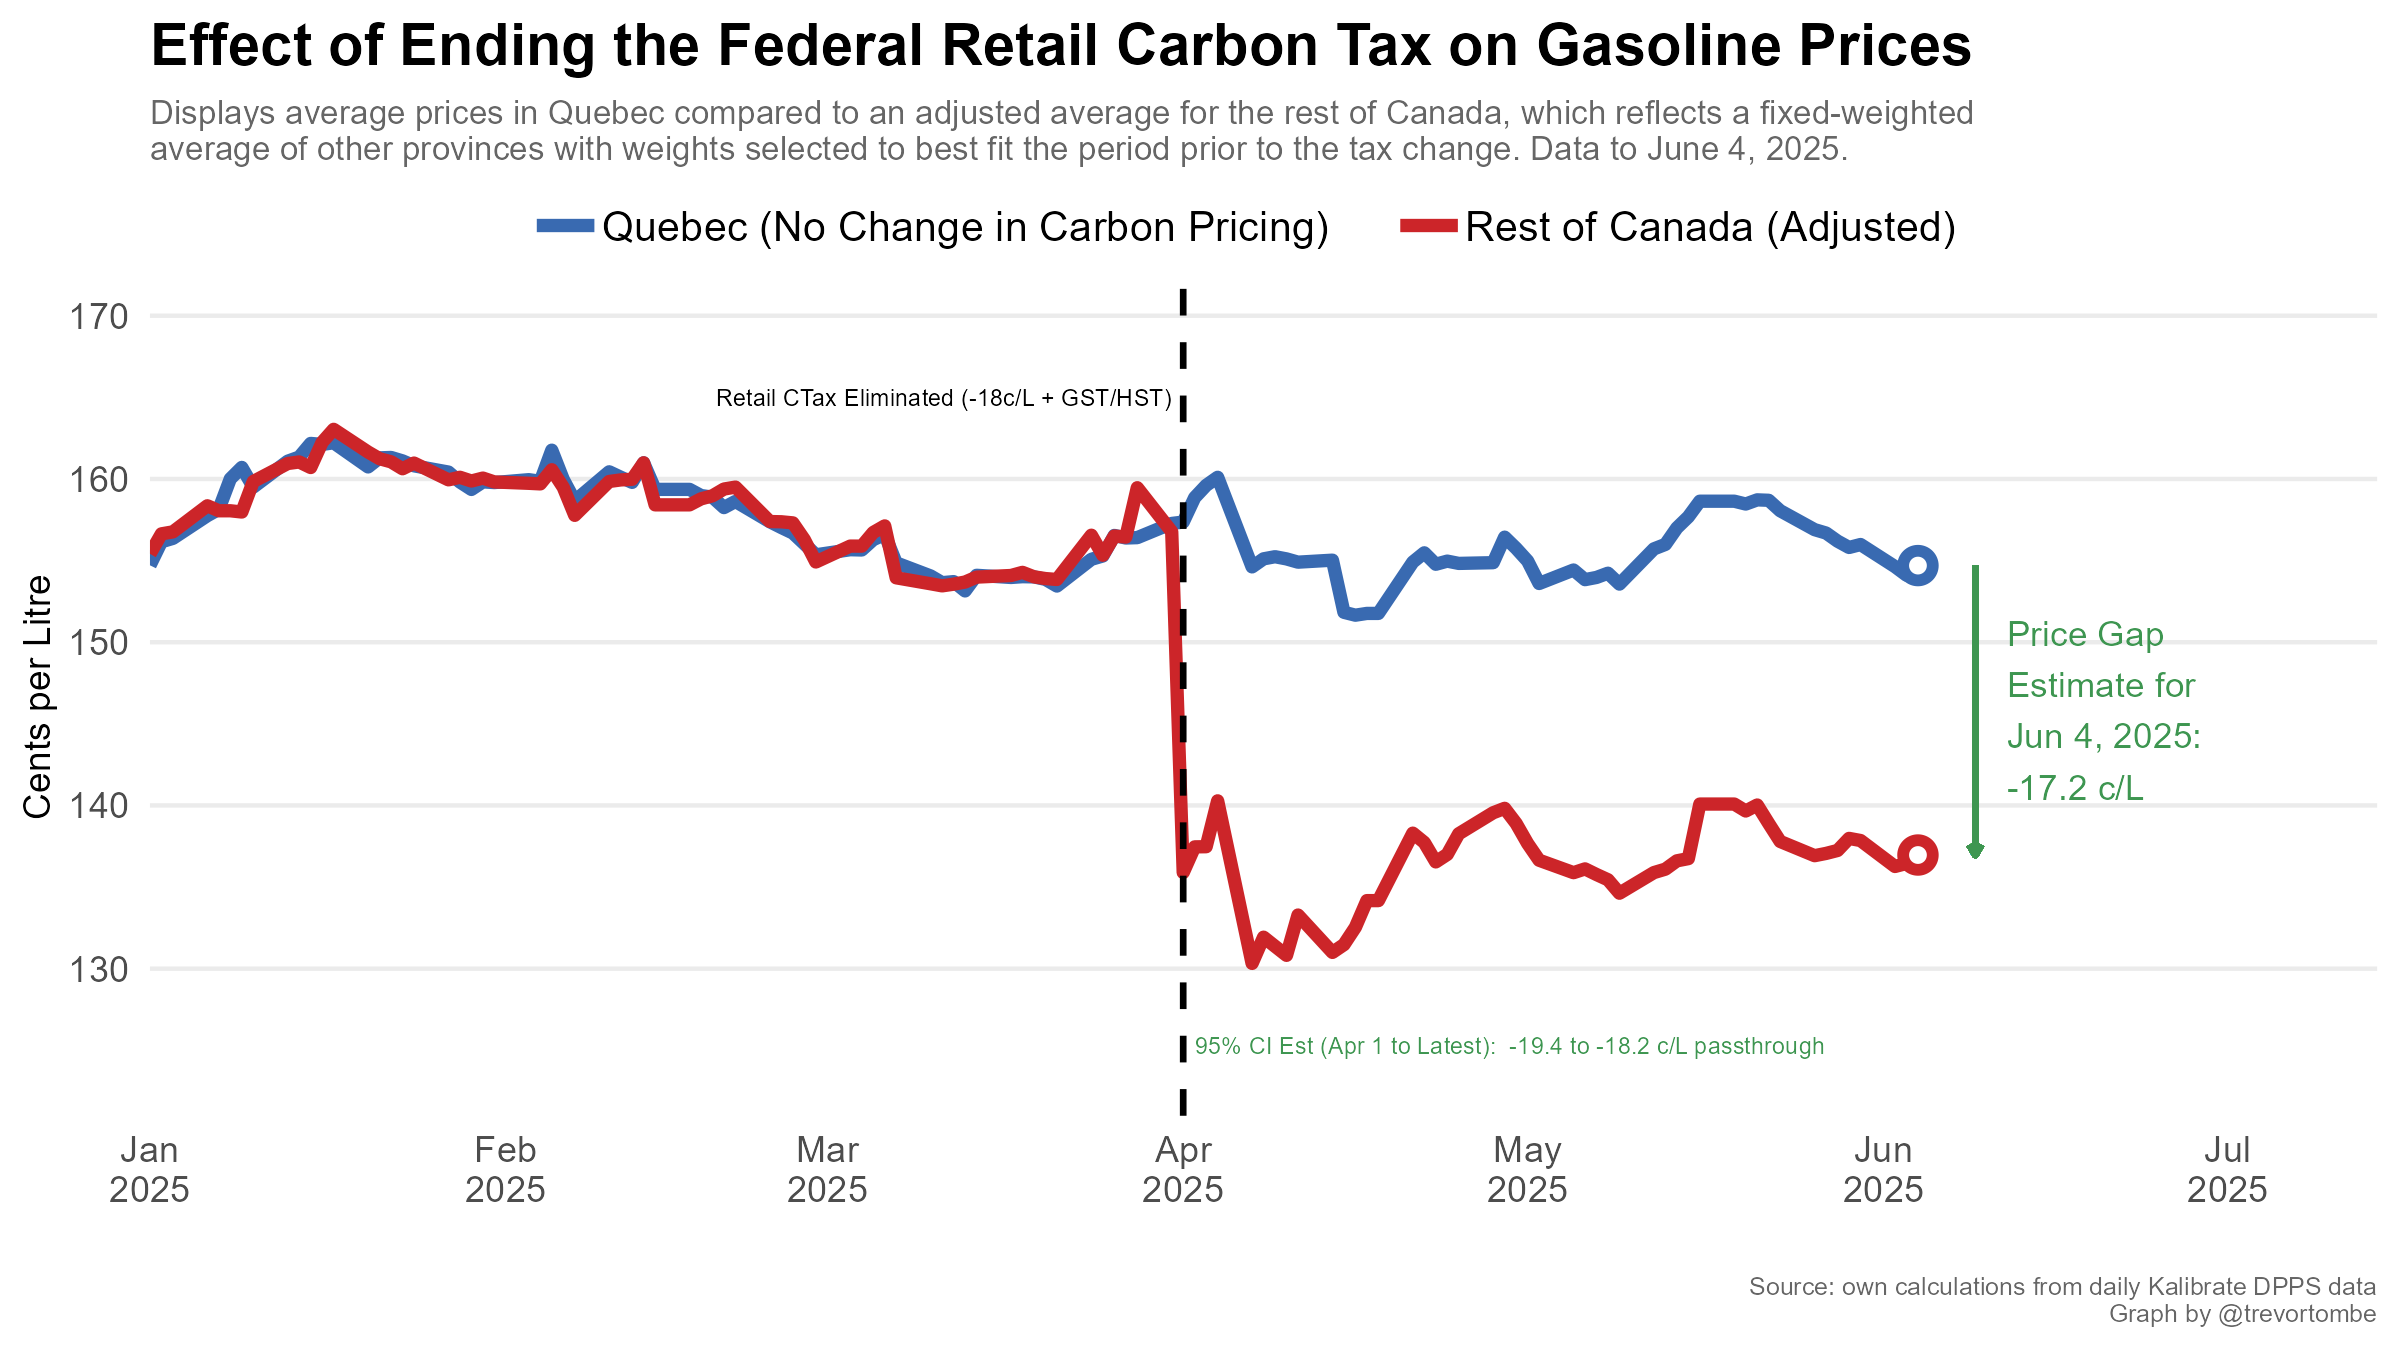 Effect of Ending the Federal Retail Carbon Tax on Gasoline Prices
Displays average prices in Quebec compared to an adjusted average for the rest of Canada, which reflects a fixed-weighted
average of other provinces with weights selected to best fit the period prior to the tax change. Data to June 4, 2025.
Quebec (No Change in Carbon Pricing)
Rest of Canada (Adjusted)
Cents per Litre
170
160
150
140
130
Retail CTax Eliminated (-18c/L + GST/HST)
Price Gap
Estimate for
Jun 4, 2025:
-17.2 c/L
95% CI Est (Apr 1 to Latest):  -19.4 to -18.2 c/L passthrough
Jan
2025
Feb
2025
Mar
2025
Apr
2025
May
2025
Jun
2025
Jul
2025
Source: own calculations from daily Kalibrate DPPS data
Graph by @trevortombe